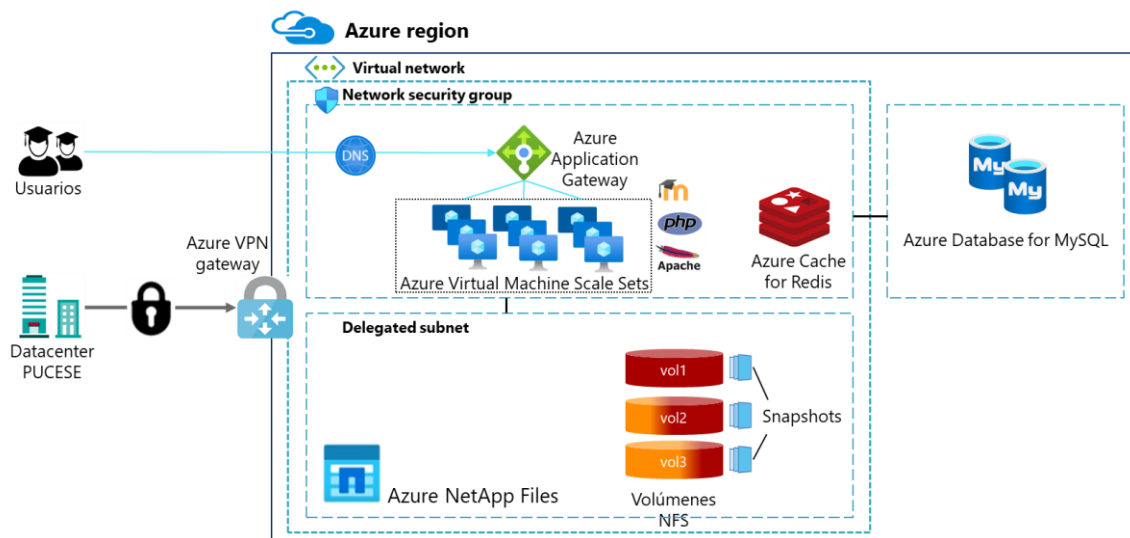 Azure region
Virtual network
Network security group
Usuarios
DNS
Azure
Application
Gateway
m
php
Apache
Azure Virtual Machine Scale Sets
Azure Cache
for Redis
My
My
Azure Database for MySQL
Azure VPN
gateway
Datacenter
PUCESE
Delegated subnet
vol1
vol2
vol3
Snapshots
Azure NetApp Files
Volúmenes
NFS